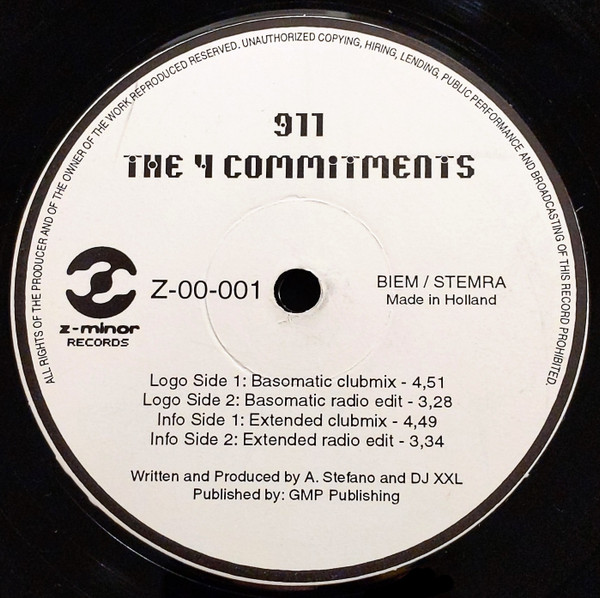 ALL RIGHTS OF THE PRODUCER AND OF THE OWNER OF THE WORK REPRODUCED RESERVED. UNAUTHORIZED COPYING, HIRING, LENDING, PUBLIC PERFORMANCE AND BROADCASTING OF THIS RECORD PROHIBITED.
911
THE 4 COMMITMENTS
z-minor
RECORDS
Z-00-001
BIEM / STEMRA
Made in Holland
Logo Side 1: Basomatic clubmix - 4,51
Logo Side 2: Basomatic radio edit - 3,28
Info Side 1: Extended clubmix - 4,49
Info Side 2: Extended radio edit - 3,34
Written and Produced by A. Stefano and DJ XXL
Published by: GMP Publishing